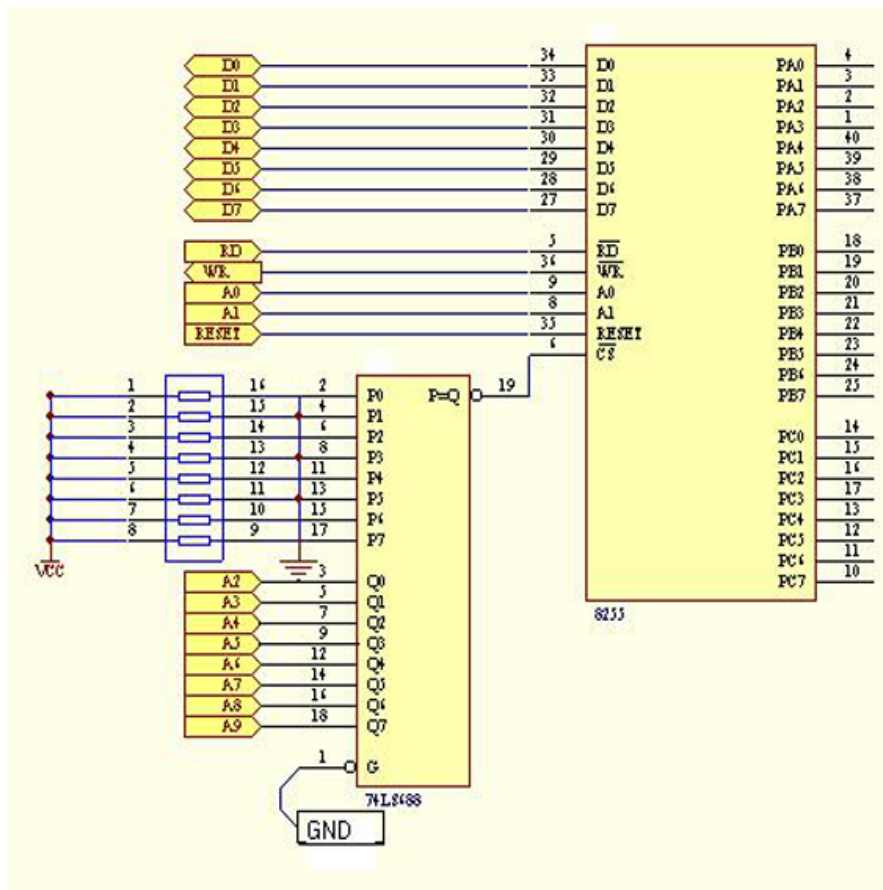 D0 34 D0 PA0 4
D1 33 D1 PA1 3
D2 32 D2 PA2 2
D3 31 D3 PA3 1
D4 30 D4 PA4 40
D5 29 D5 PA5 39
D6 28 D6 PA6 38
D7 27 D7 PA7 37
RD 5 RD PB0 18
WR 36 WR PB1 19
A0 9 A0 PB2 20
A1 8 A1 PB3 21
RESET 35 RESET PB4 22
6 CS PB5 23
PB6 24
1 16 2 P0 P=Q 19 PB7 25
2 15 4 P1
3 14 6 P2 PC0 14
4 13 8 P3 PC1 15
5 12 11 P4 PC2 16
6 11 13 P5 PC3 17
7 10 15 P6 PC4 13
8 9 17 P7 PC5 12
PC6 11
VCC PC7 10
A2 3 Q0
A3 5 Q1
8255
A4 7 Q2
A5 9 Q3
A6 12 Q4
A7 14 Q5
A8 16 Q6
A9 18 Q7
1 G
74LS688
GND